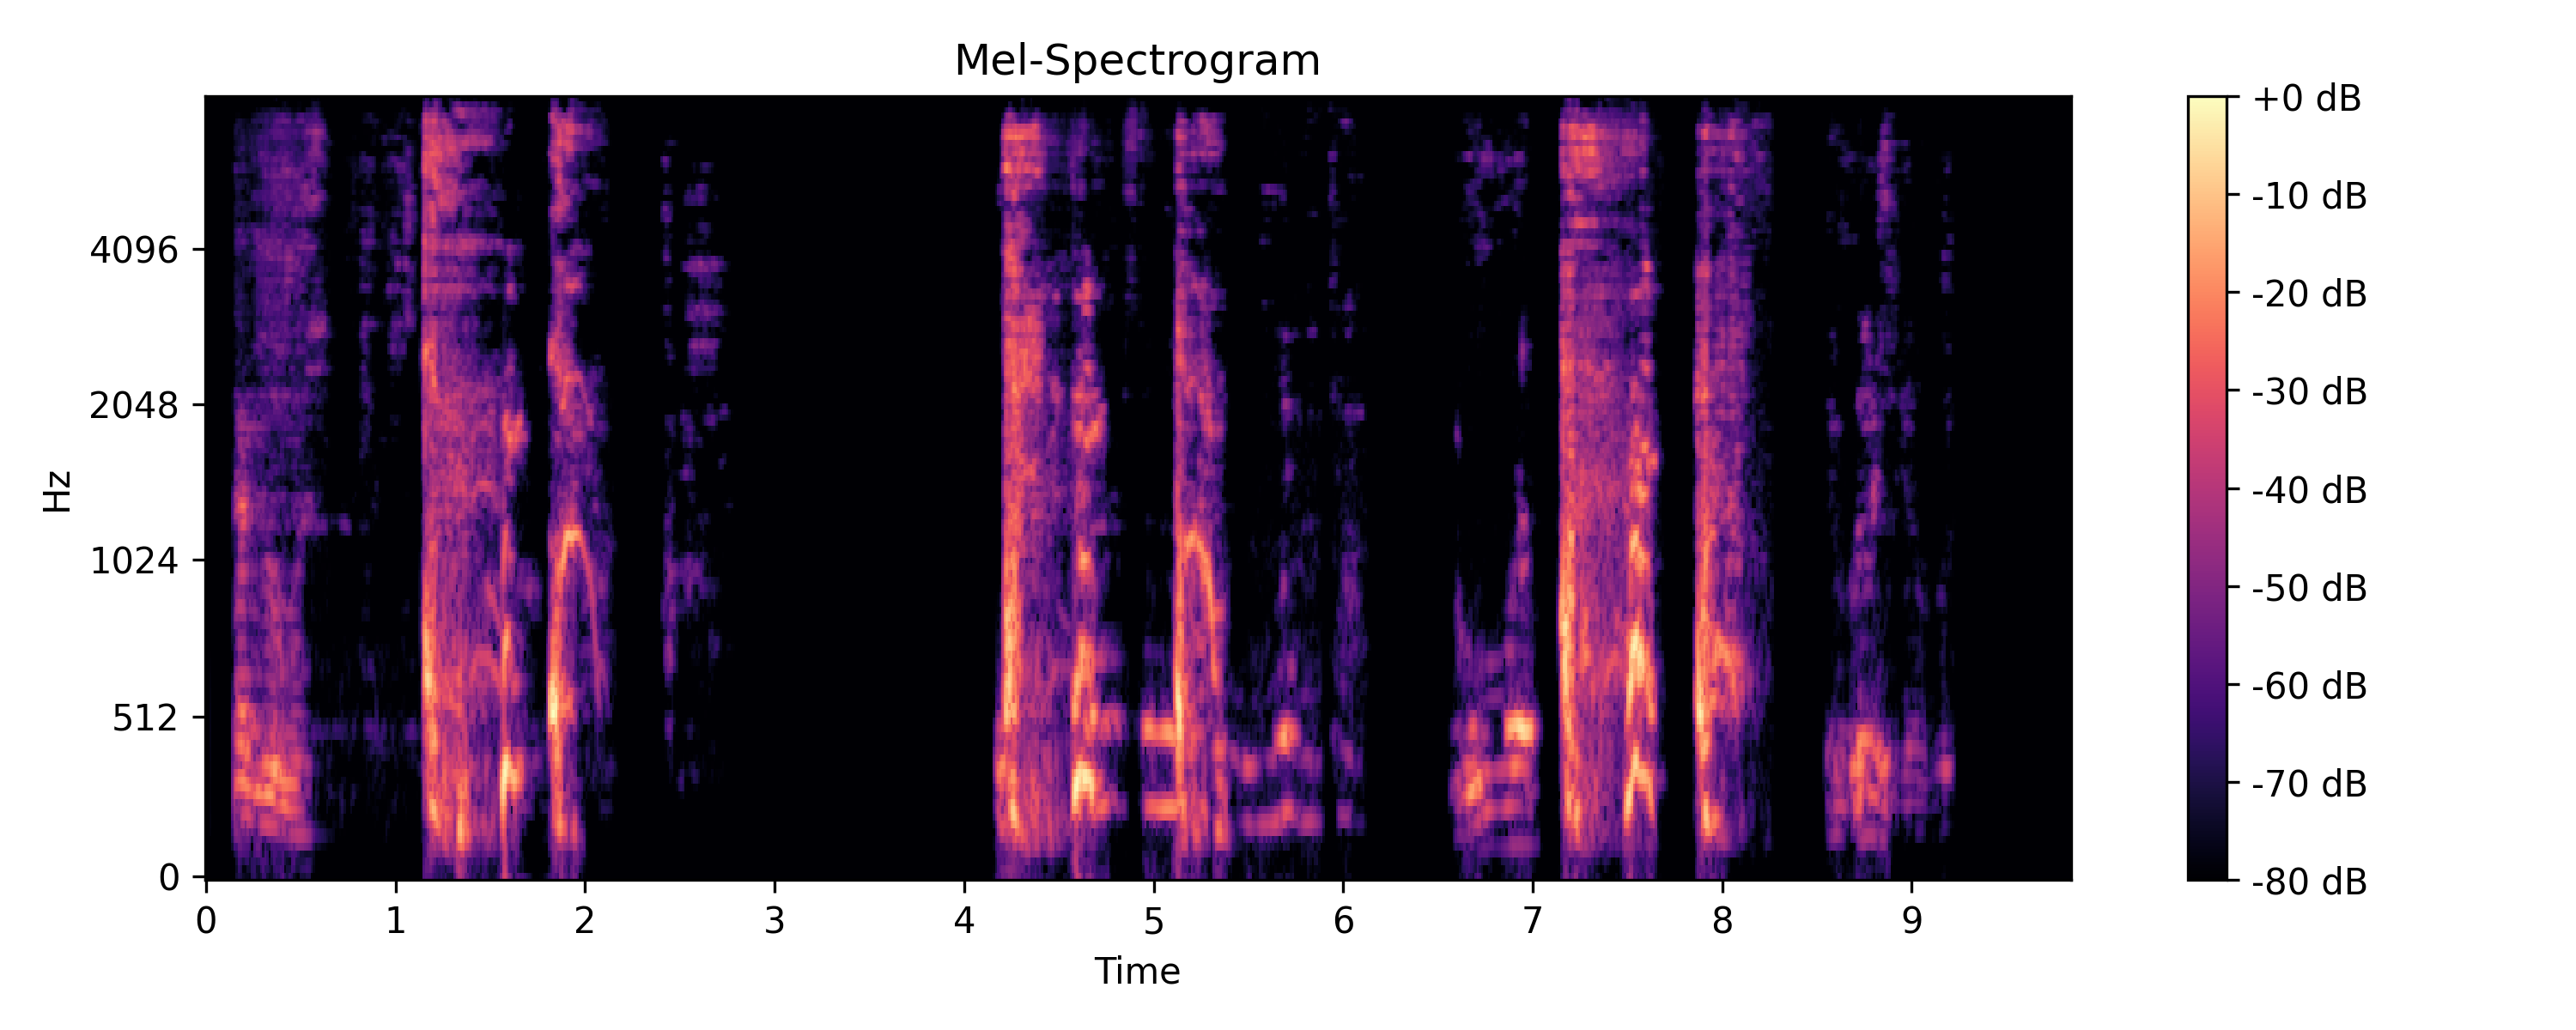 Mel-Spectrogram
+0 dB
-10 dB
-20 dB
-30 dB
-40 dB
-50 dB
-60 dB
-70 dB
-80 dB
Hz
4096
2048
1024
512
0
0 1 2 3 4 5 6 7 8 9
Time